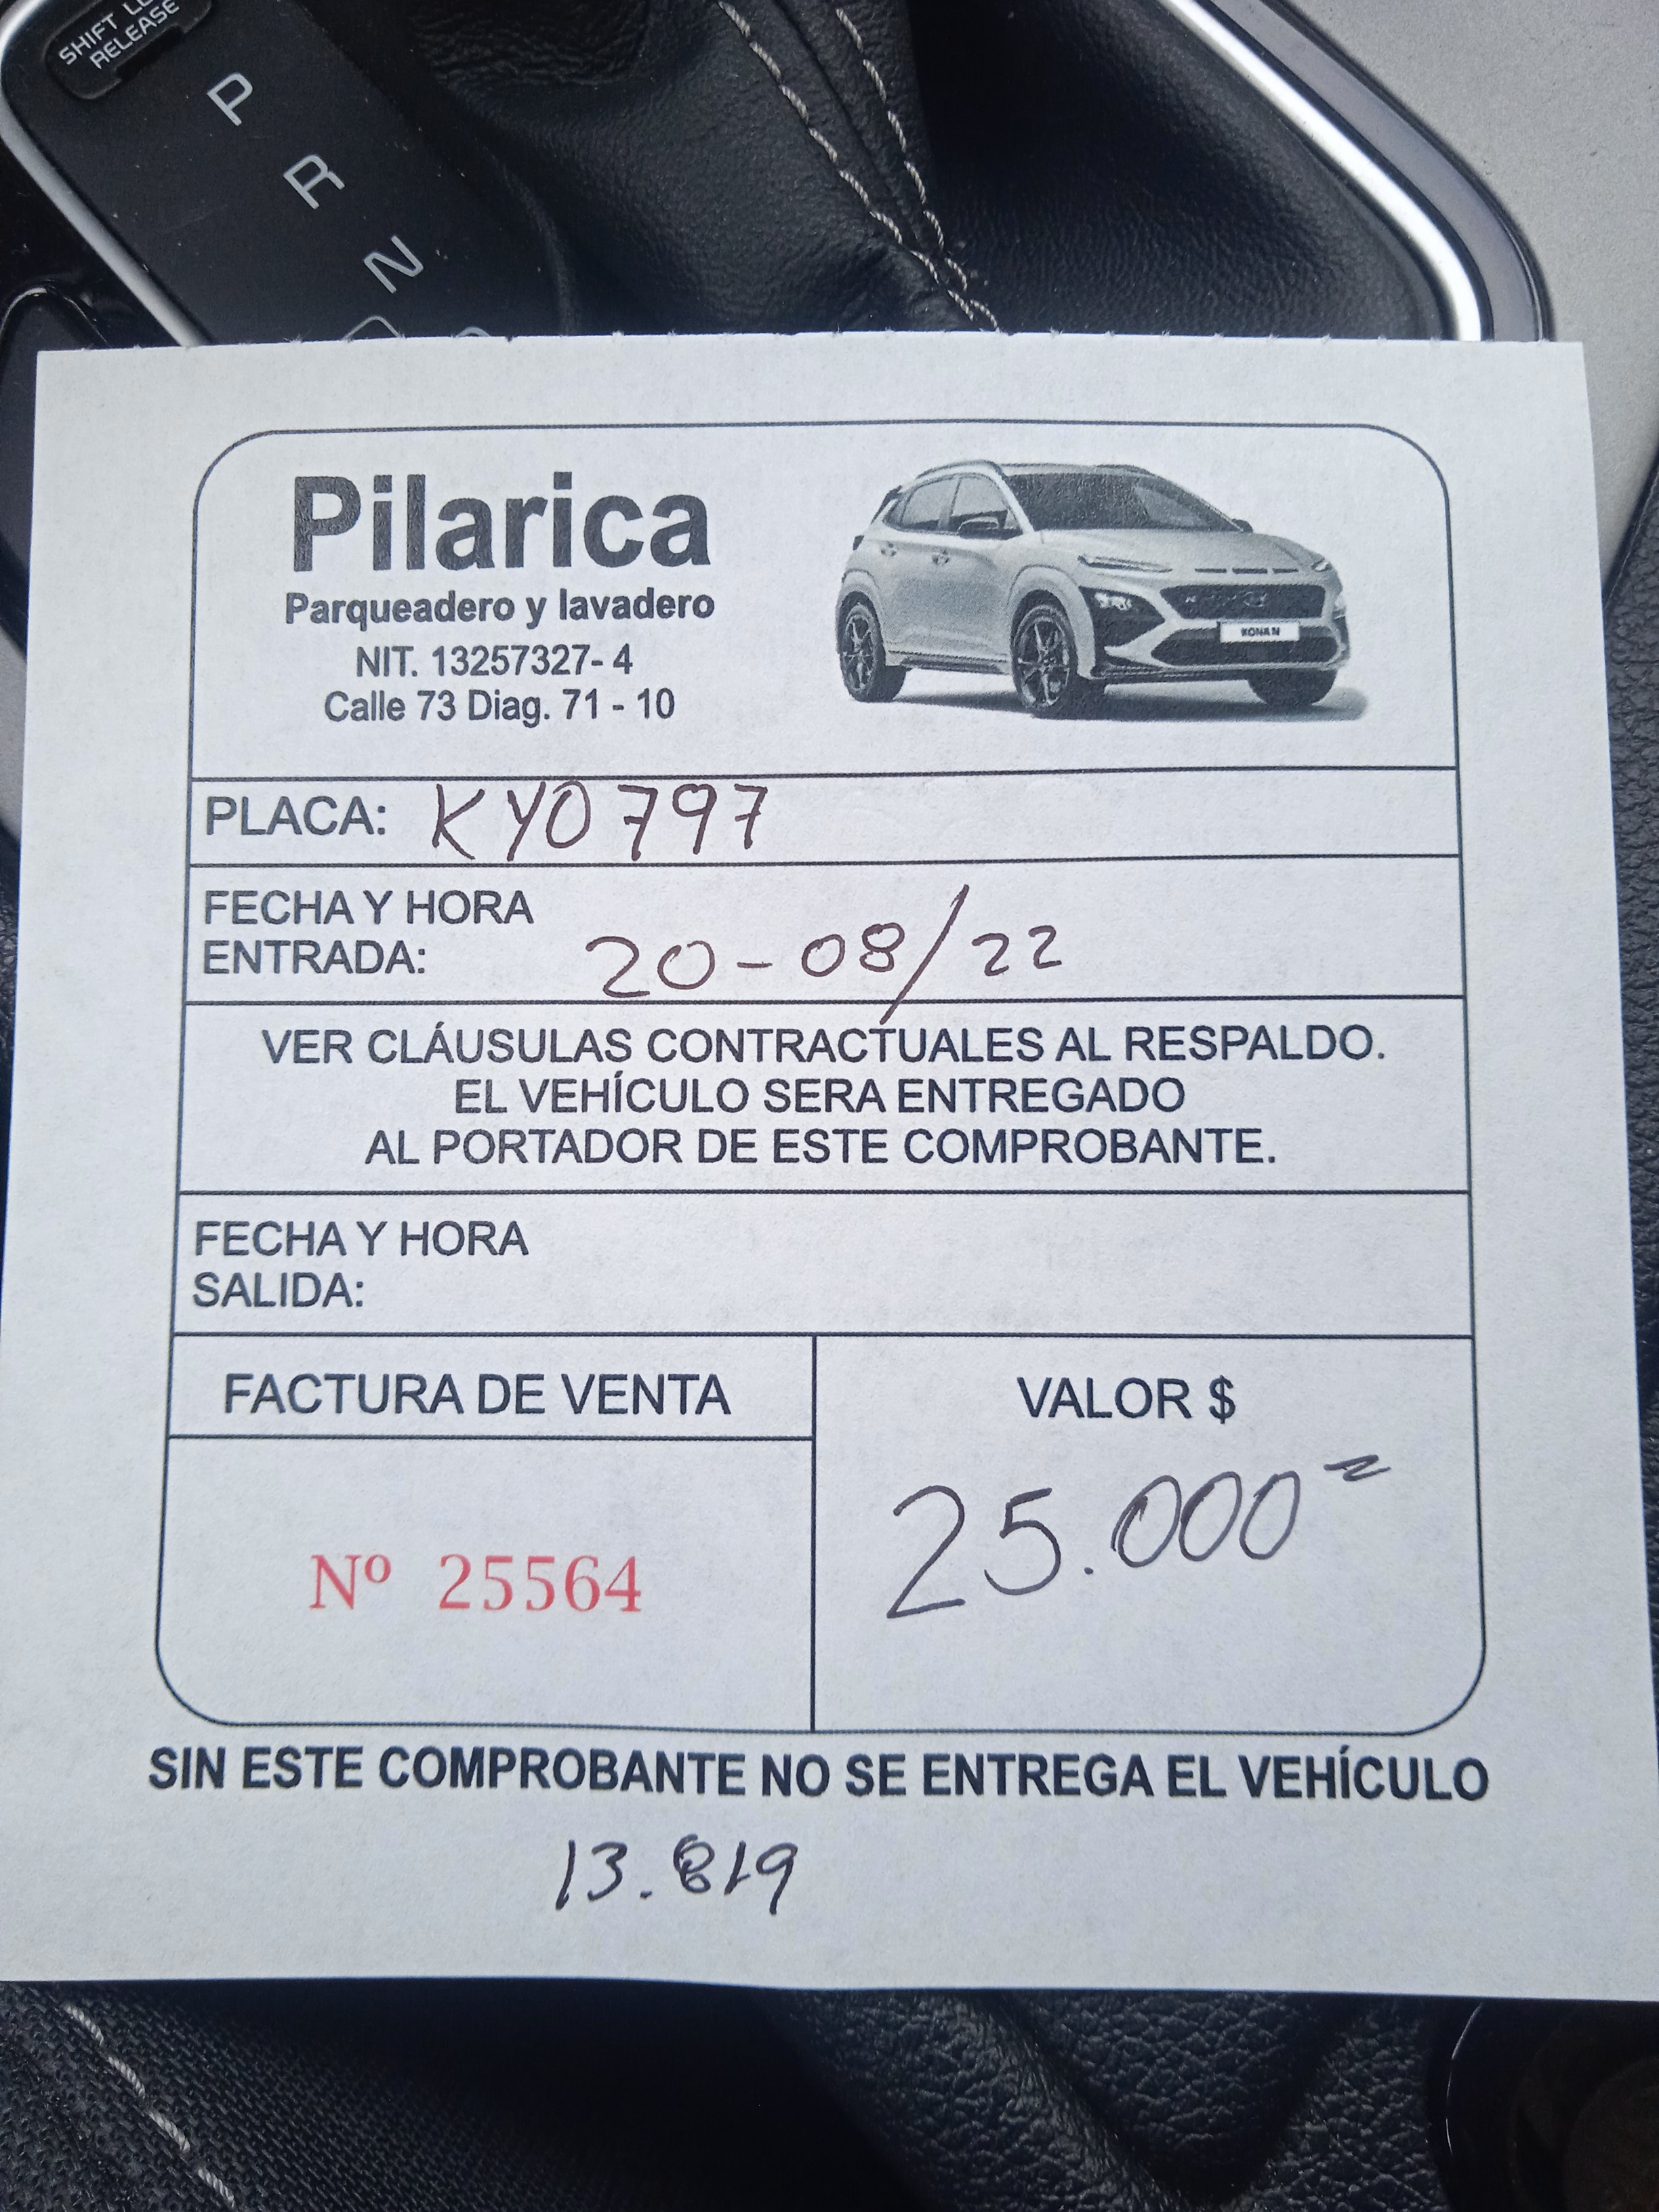 SHIFT LOCK
RELEASE
P
R
N
D
Pilarica
Parqueadero y lavadero
NIT. 13257327- 4
Calle 73 Diag. 71 - 10
KONA N
PLACA: KYO797
FECHA Y HORA
ENTRADA: 20-08/22
VER CLÁUSULAS CONTRACTUALES AL RESPALDO.
EL VEHÍCULO SERA ENTREGADO
AL PORTADOR DE ESTE COMPROBANTE.
FECHA Y HORA
SALIDA:
FACTURA DE VENTA
Nº 25564
VALOR $
25.000=
SIN ESTE COMPROBANTE NO SE ENTREGA EL VEHÍCULO
13.819